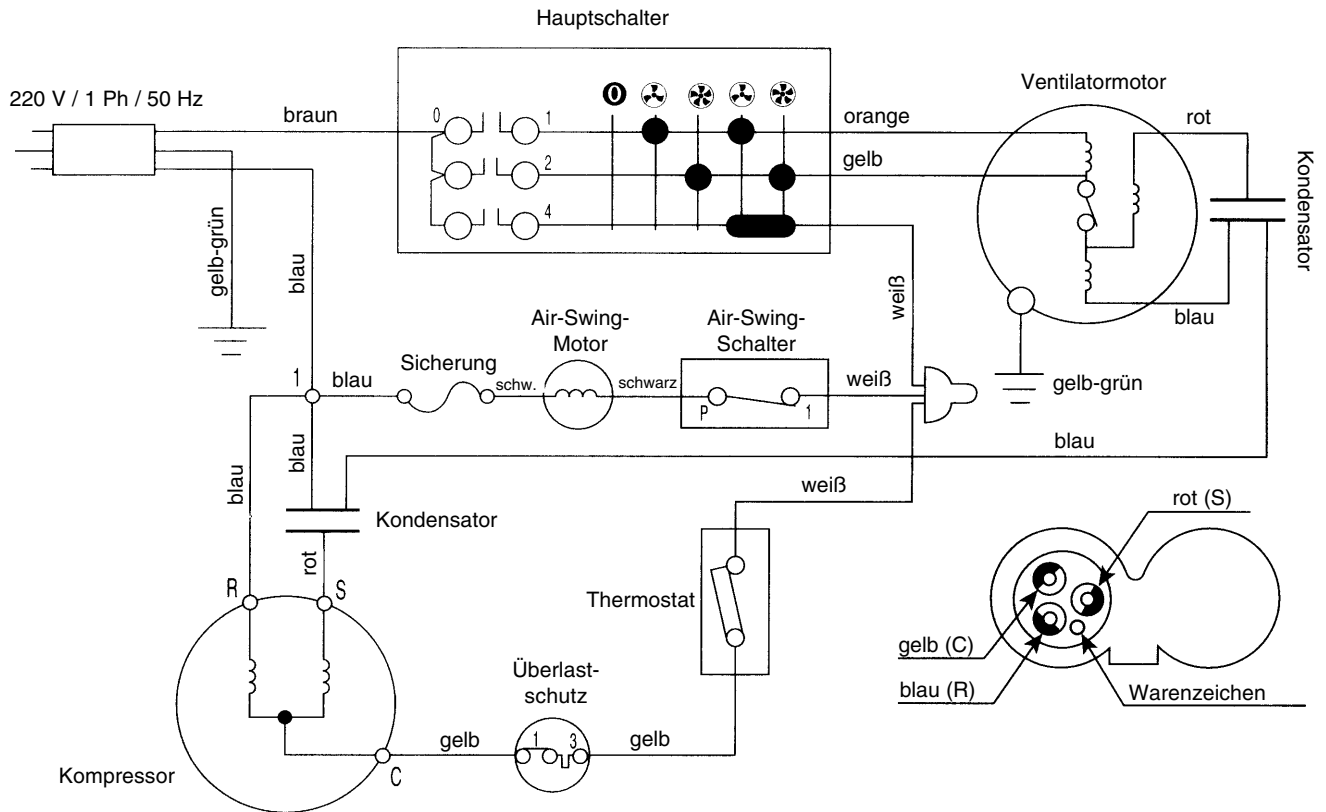 Hauptschalter
220 V / 1 Ph / 50 Hz
braun
0
1
2
4
0
orange
gelb
Ventilatormotor
rot
Kondensator
blau
gelb-grün
gelb-grün
blau
weiß
Air-Swing-
Motor
Air-Swing-
Schalter
Sicherung
1
blau
schw.
schwarz
P
1
weiß
blau
blau
blau
Kondensator
rot
R
S
weiß
Thermostat
Überlast-
schutz
1
3
gelb
gelb
C
Kompressor
rot (S)
gelb (C)
blau (R)
Warenzeichen